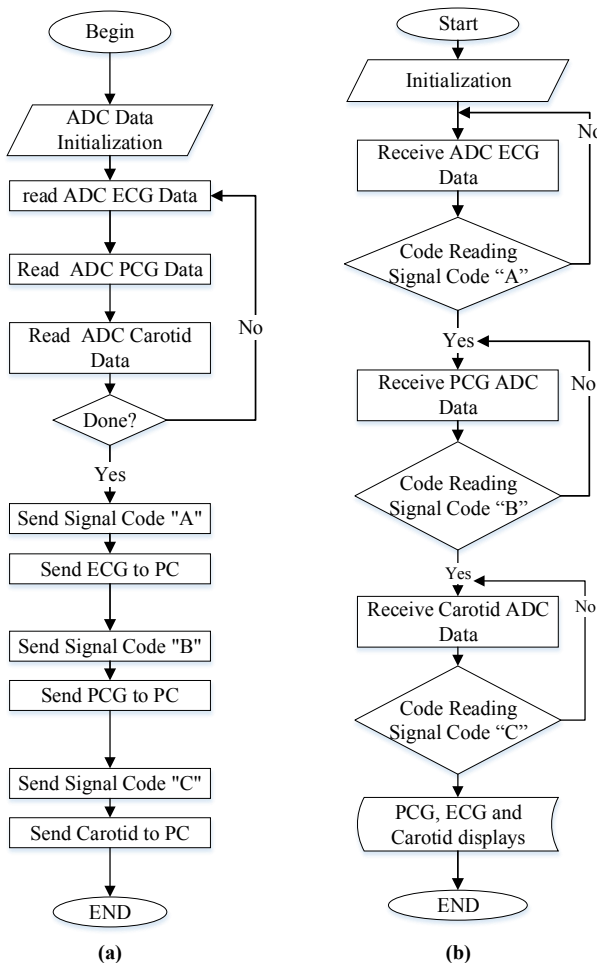 Begin
ADC Data
Initialization
read ADC ECG Data
Read ADC PCG Data
Read ADC Carotid
Data
No
Done?
Yes
Send Signal Code "A"
Send ECG to PC
Send Signal Code "B"
Send PCG to PC
Send Signal Code "C"
Send Carotid to PC
END
(a)
Start
Initialization
No
Receive ADC ECG
Data
Code Reading
Signal Code “A”
Yes
Receive PCG ADC
Data
No
Code Reading
Signal Code “B”
Yes
Receive Carotid ADC
Data
No
Code Reading
Signal Code “C”
PCG, ECG and
Carotid displays
END
(b)